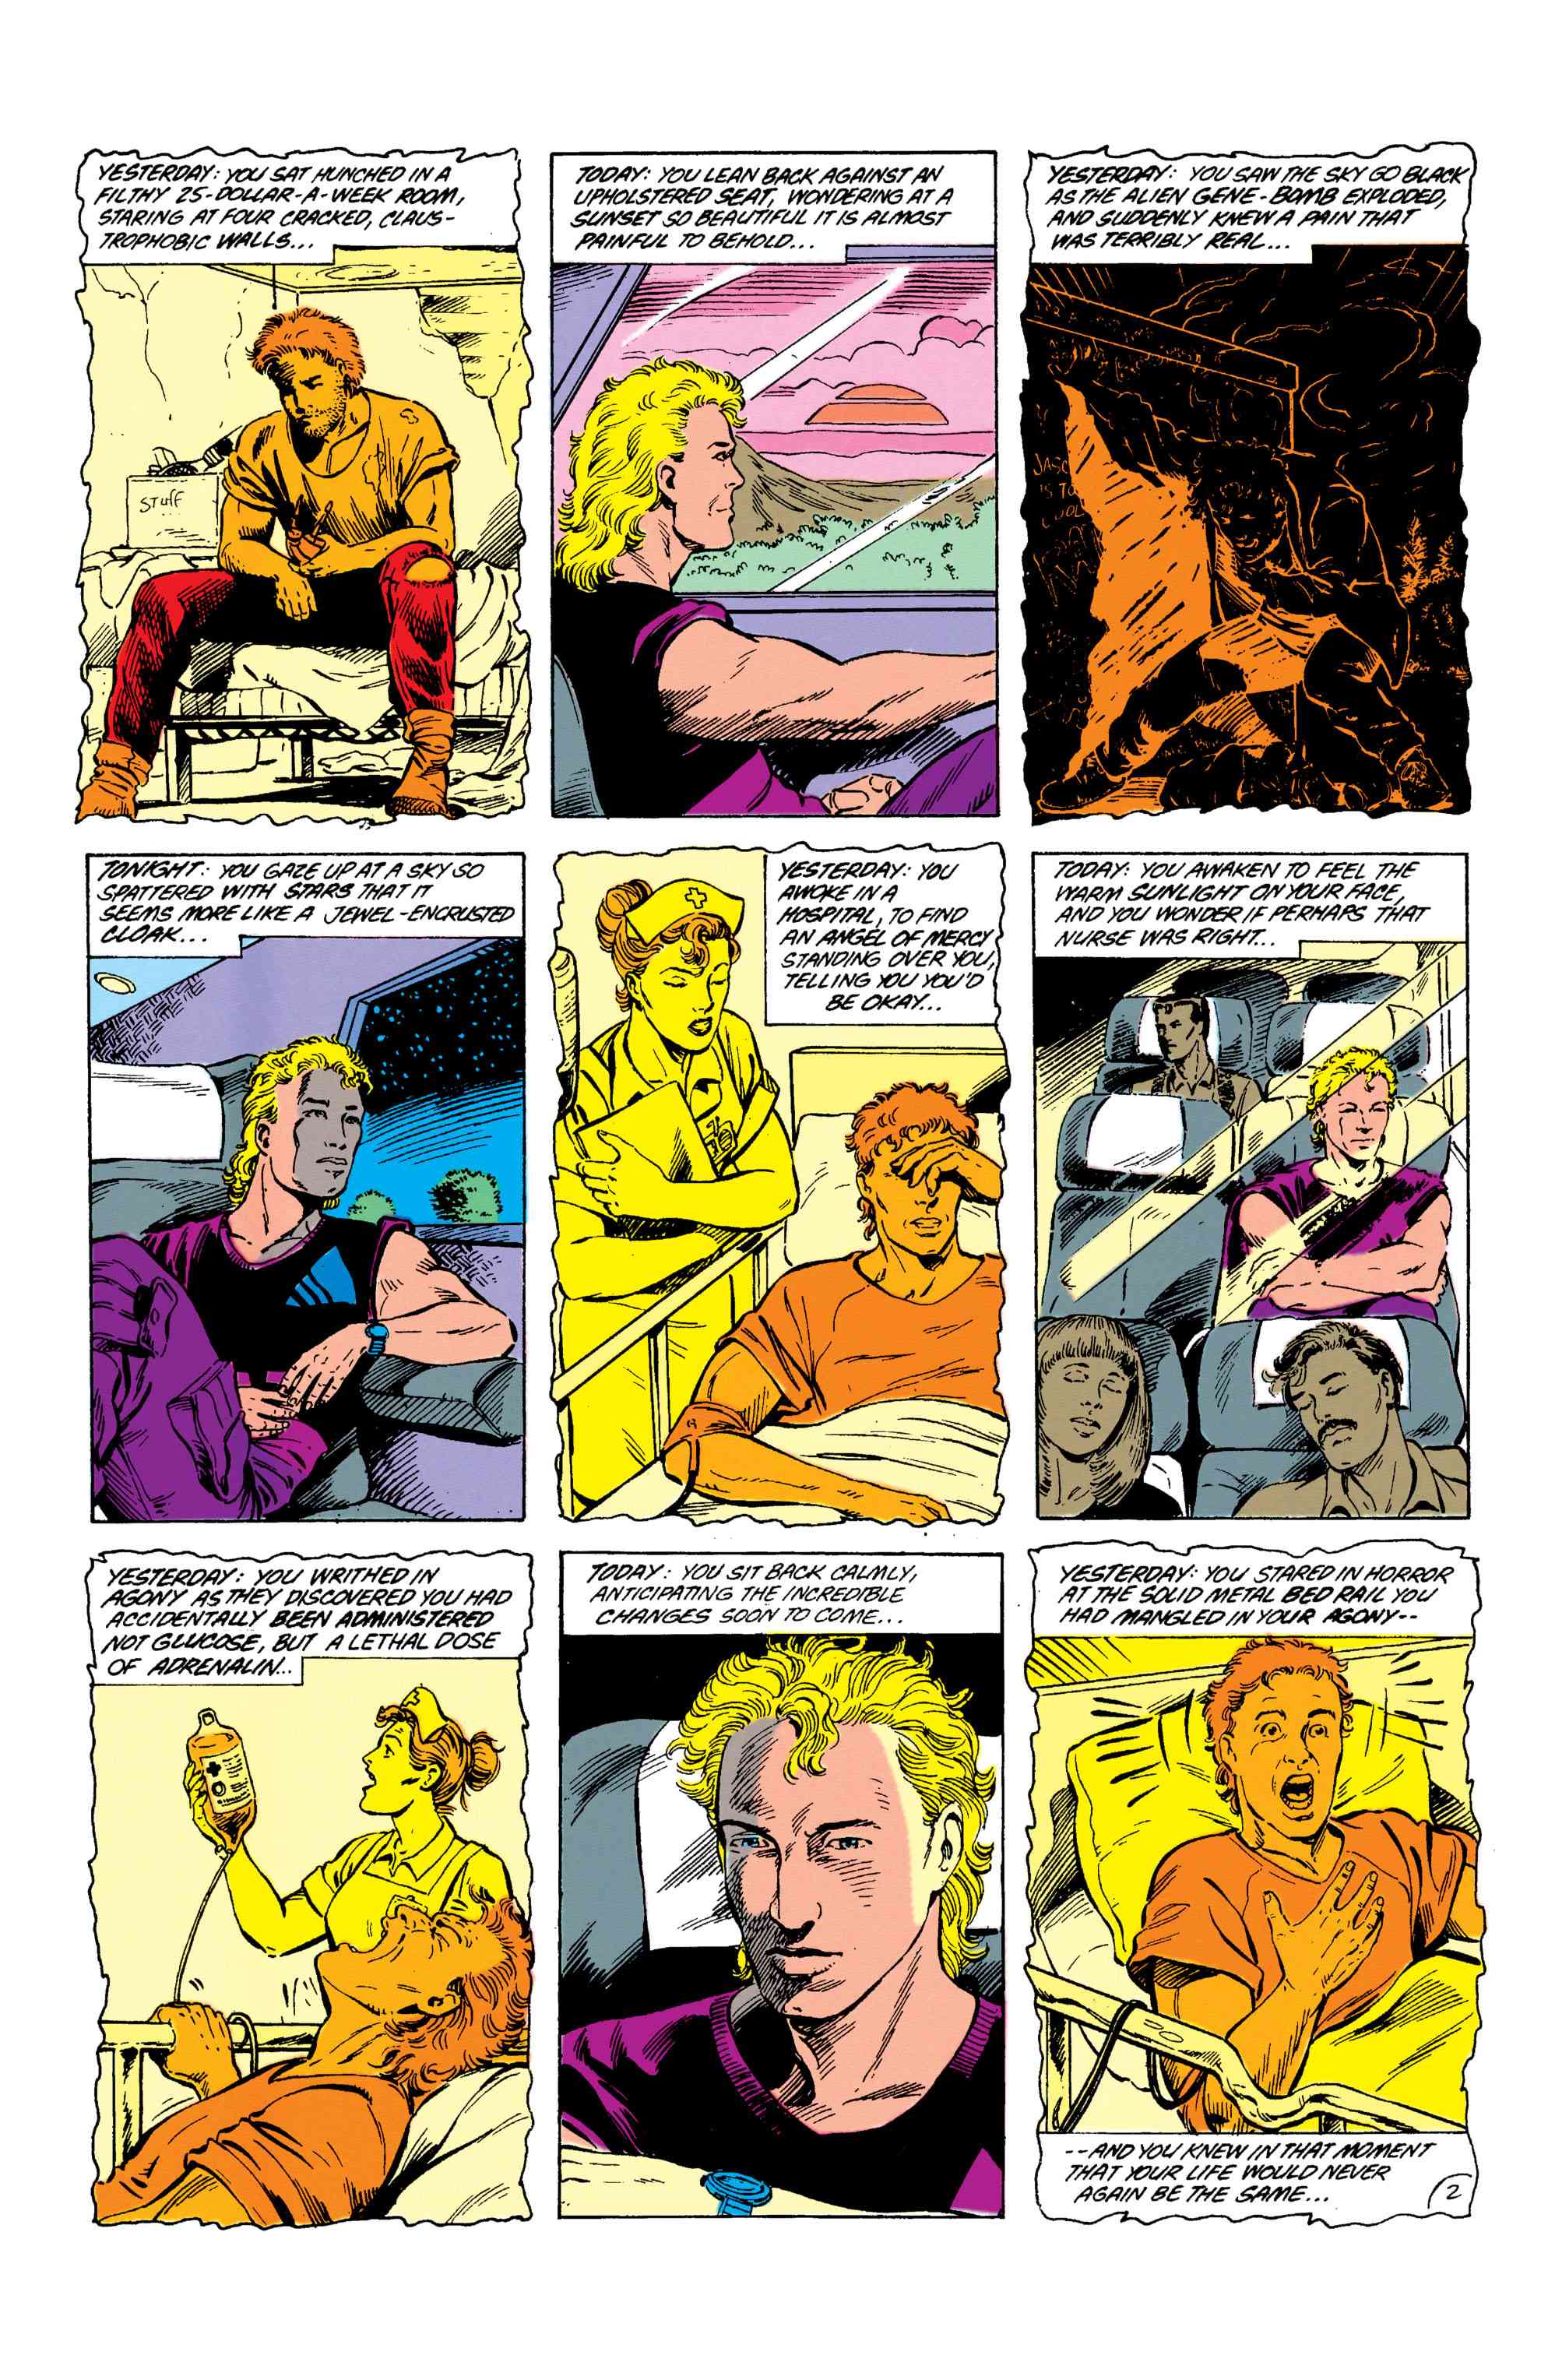 YESTERDAY: YOU SAT HUNCHED IN A
FILTHY 25-DOLLAR-A-WEEK ROOM,
STARING AT FOUR CRACKED, CLAUS-
TROPHOBIC WALLS...
STUFF
TODAY: YOU LEAN BACK AGAINST AN
UPHOLSTERED SEAT, WONDERING AT A
SUNSET SO BEAUTIFUL IT IS ALMOST
PAINFUL TO BEHOLD...
YESTERDAY: YOU SAW THE SKY GO BLACK
AS THE ALIEN GENE-BOMB EXPLODED,
AND SUDDENLY KNEW A PAIN THAT
WAS TERRIBLY REAL...
TONIGHT: YOU GAZE UP AT A SKY SO
SPATTERED WITH STARS THAT IT
SEEMS MORE LIKE A JEWEL-ENCRUSTED
CLOAK...
YESTERDAY: YOU
AWOKE IN A
HOSPITAL, TO FIND
AN ANGEL OF MERCY
STANDING OVER YOU,
TELLING YOU YOU'D
BE OKAY...
TODAY: YOU AWAKEN TO FEEL THE
WARM SUNLIGHT ON YOUR FACE,
AND YOU WONDER IF PERHAPS THAT
NURSE WAS RIGHT...
YESTERDAY: YOU WRITHED IN
AGONY AS THEY DISCOVERED YOU HAD
ACCIDENTALLY BEEN ADMINISTERED
NOT GLUCOSE, BUT A LETHAL DOSE
OF ADRENALIN...
TODAY: YOU SIT BACK CALMLY,
ANTICIPATING THE INCREDIBLE
CHANGES SOON TO COME...
YESTERDAY: YOU STARED IN HORROR
AT THE SOLID METAL BED RAIL YOU
HAD MANGLED IN YOUR AGONY--
--AND YOU KNEW IN THAT MOMENT
THAT YOUR LIFE WOULD NEVER
AGAIN BE THE SAME...
2